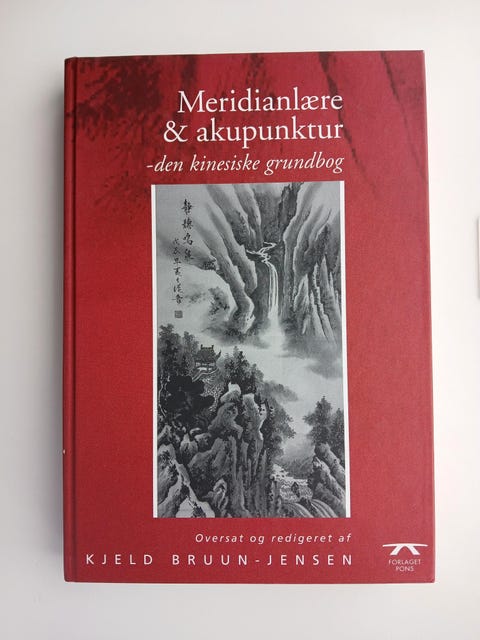 Meridianlære
& akupunktur
-den kinesiske grundbog
Oversat og redigeret af
KJELD BRUUN-JENSEN
FORLAGET
PONS